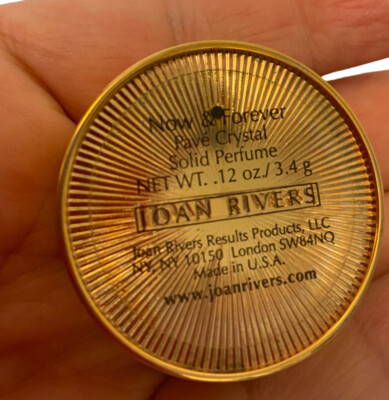 Now & Forever
Pavé Crystal
Solid Perfume
NET WT. .12 oz./3.4 g
JOAN RIVERS
Joan Rivers Results Products, LLC
NY, NY 10150 London SW84NQ
Made in U.S.A.
www.joanrivers.com